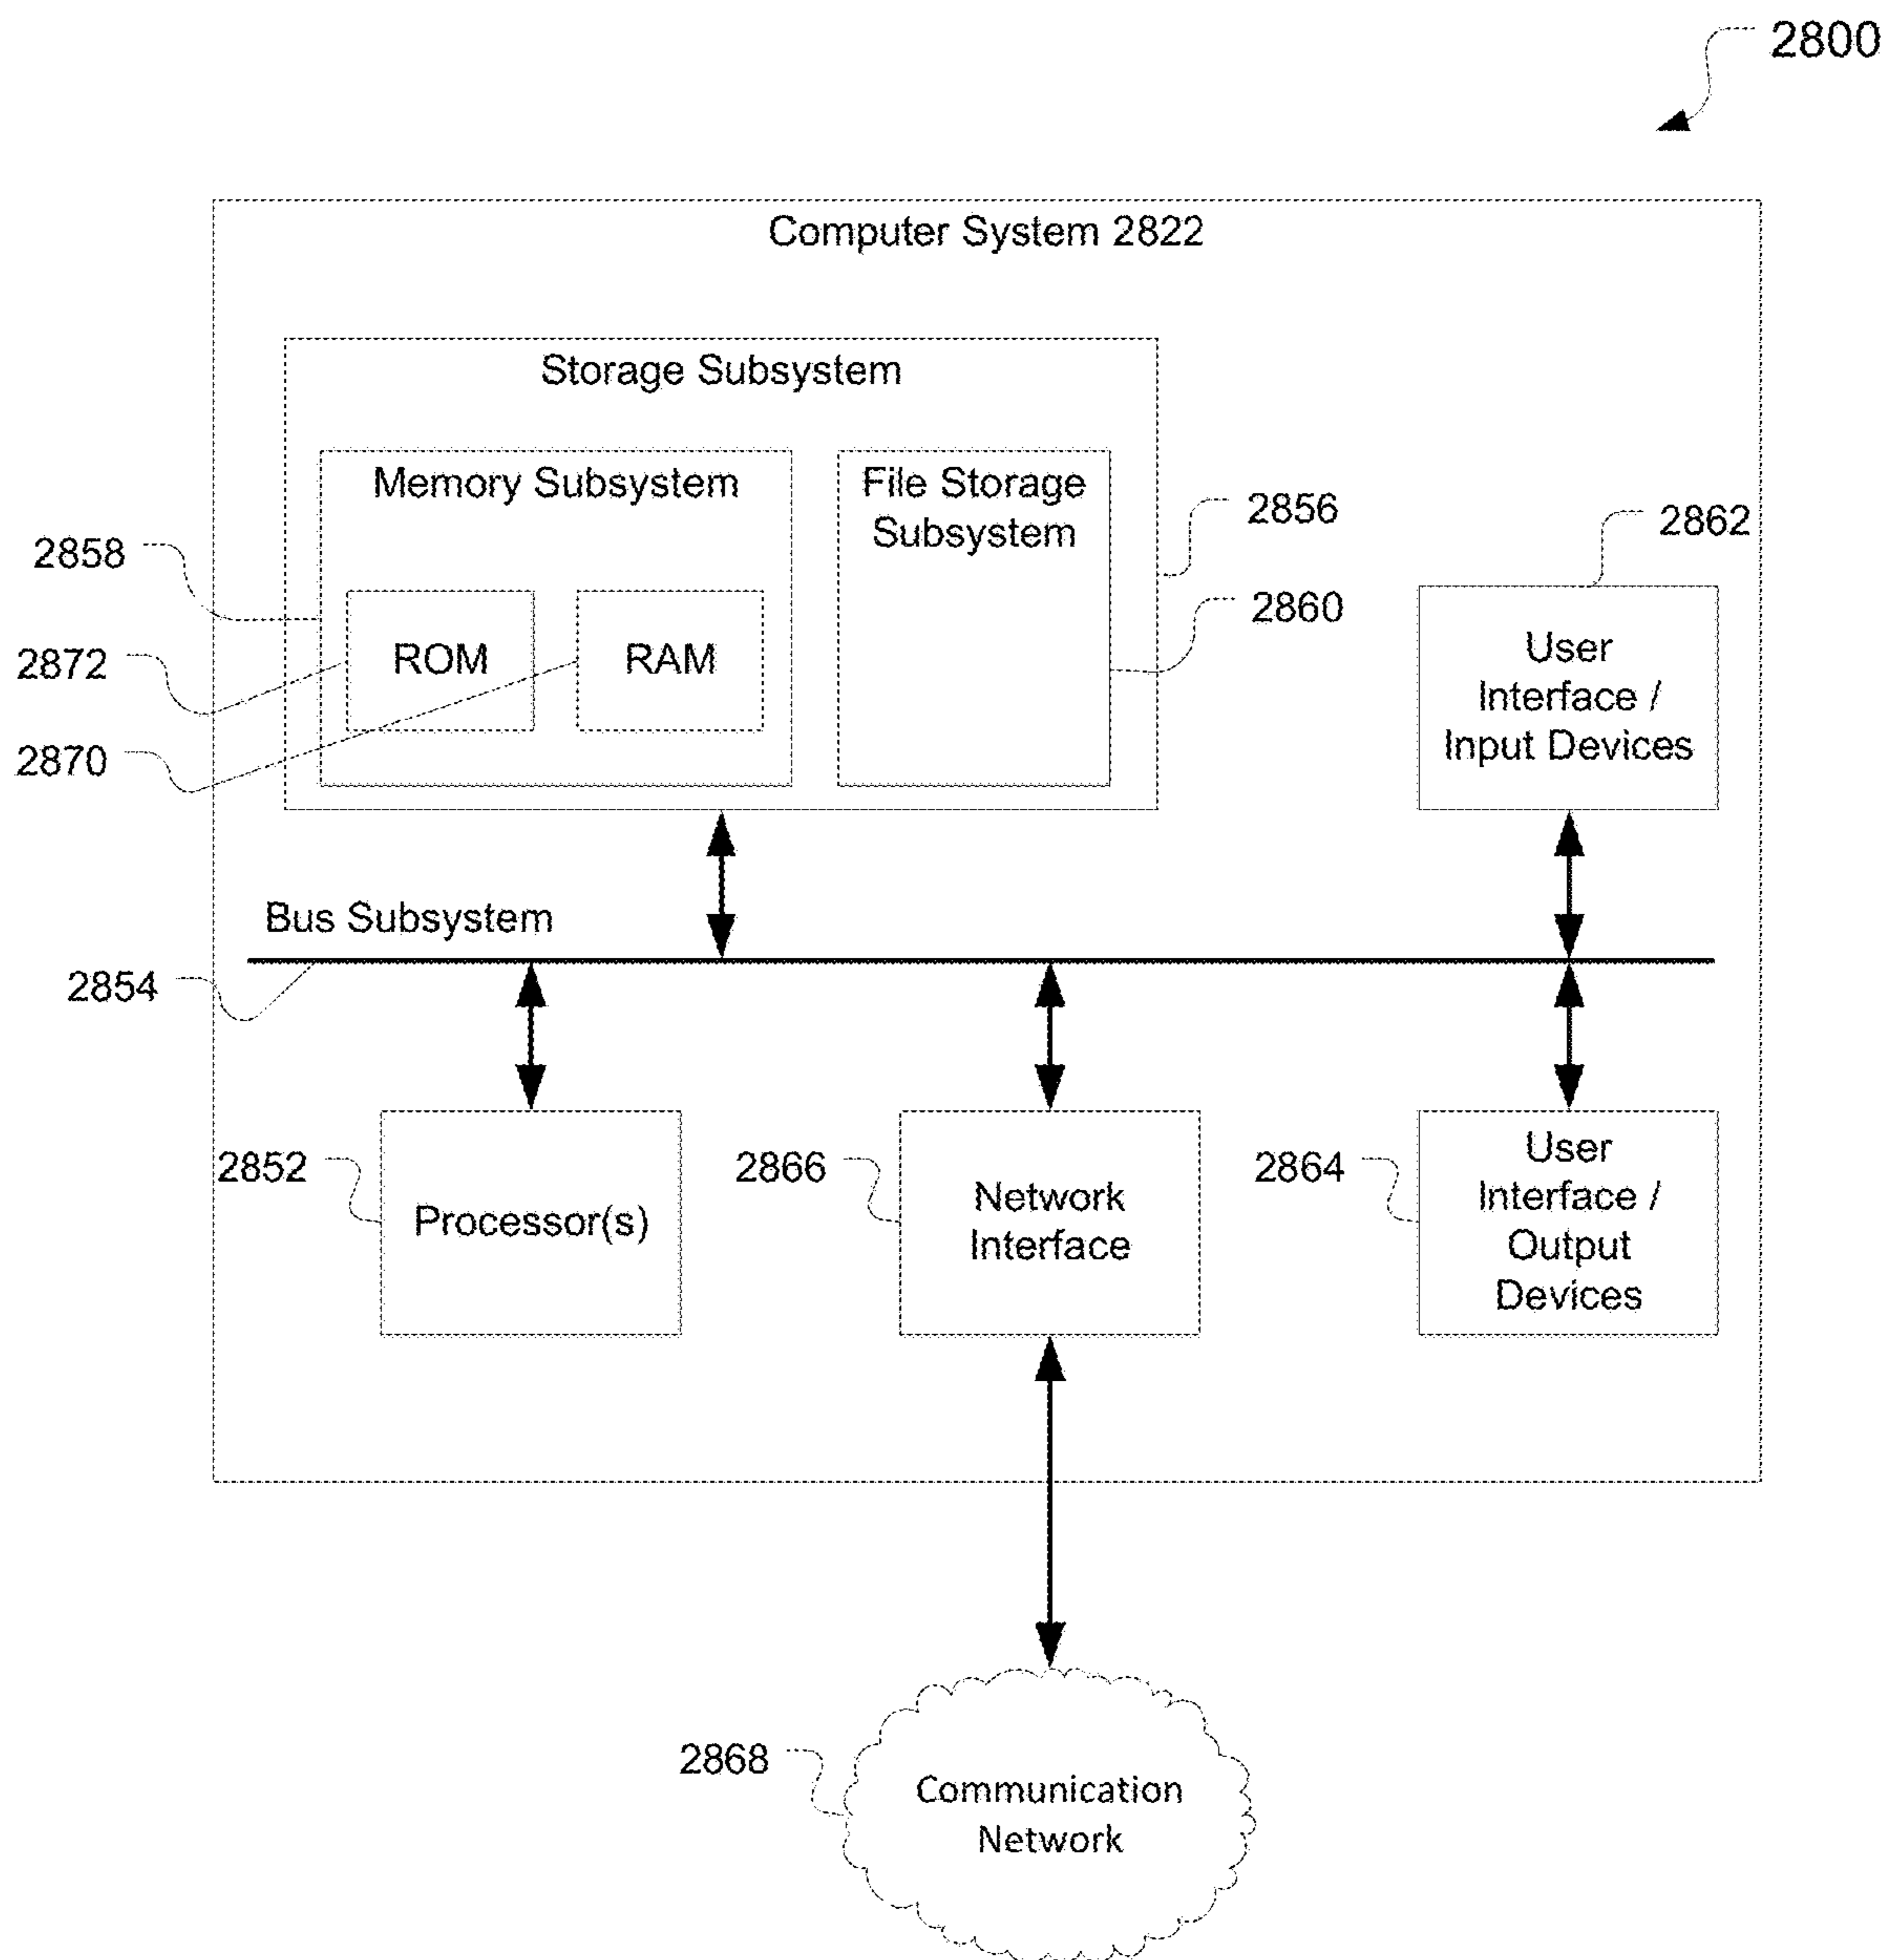 2800
Computer System 2822
Storage Subsystem
Memory Subsystem
File Storage
Subsystem
2856
2862
2858
2860
2872
ROM
RAM
User
Interface /
Input Devices
2870
Bus Subsystem
2854
2852
Processor(s)
2866
Network
Interface
2864
User
Interface /
Output
Devices
2868
Communication
Network